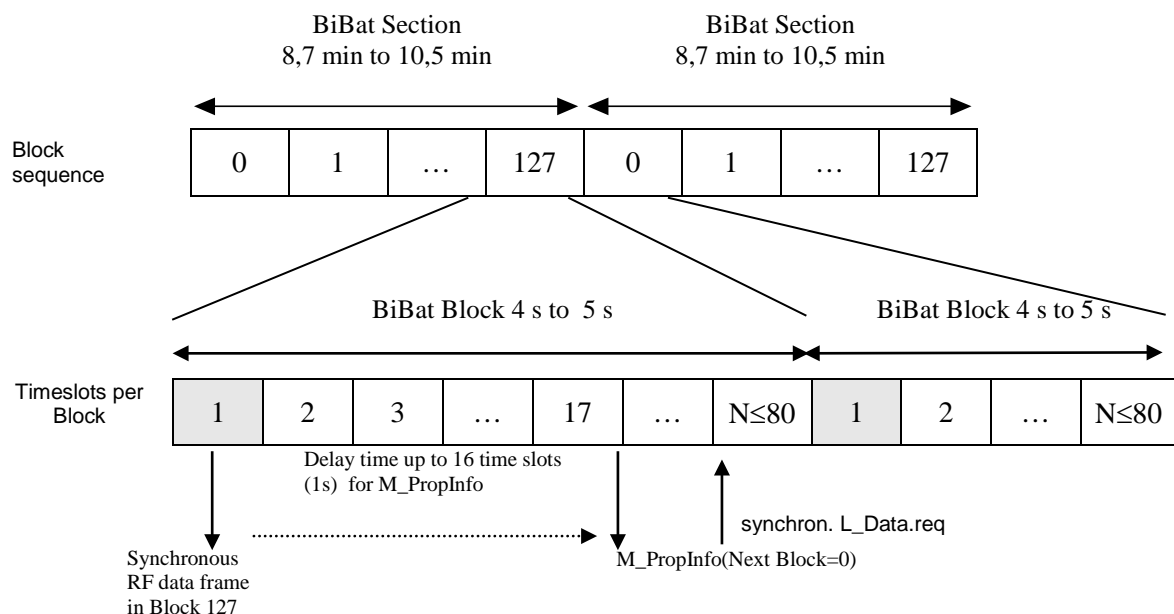 BiBat Section
8,7 min to 10,5 min
BiBat Section
8,7 min to 10,5 min
Block
sequence
0 1 … 127 0 1 … 127
BiBat Block 4 s to 5 s
BiBat Block 4 s to 5 s
Timeslots per
Block
1 2 3 … 17 … N≤80 1 2 … N≤80
Delay time up to 16 time slots
(1s) for M_PropInfo
synchron. L_Data.req
M_PropInfo(Next Block=0)
Synchronous
RF data frame
in Block 127